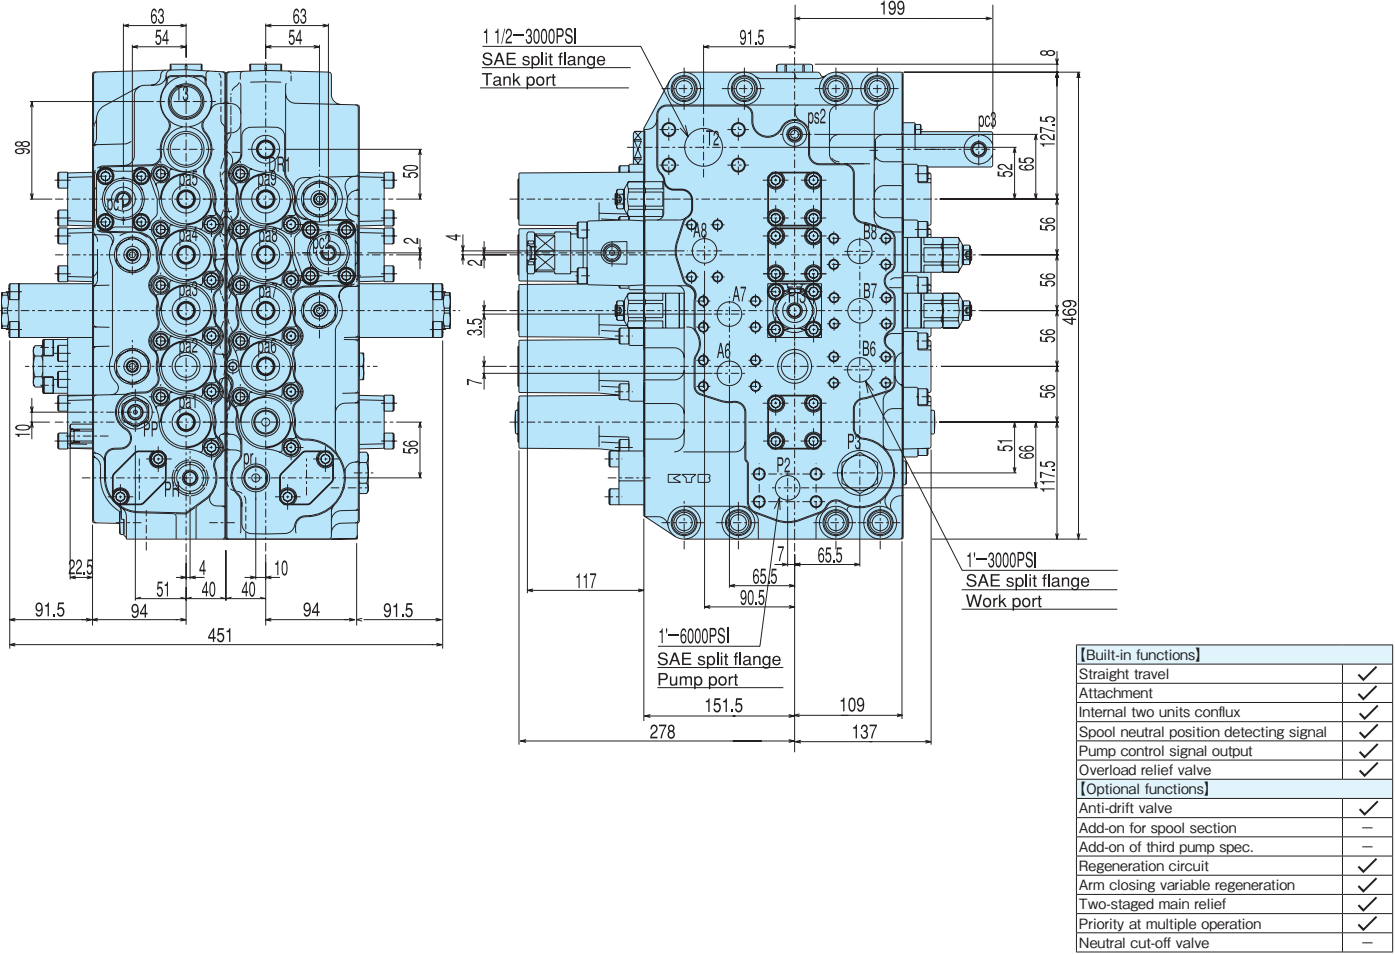 63
63
54
54
98
50
2
10
56
T3
DR1
pa5
pa9
pc1
pa4
pa8
pc2
pa3
pa7
pa2
pa6
pa1
PP
PH
pr
22.5
4
10
51
40
40
91.5
94
94
91.5
451
1 1/2-3000PSI
SAE split flange
Tank port
199
91.5
8
127.5
52
65
56
56
56
56
469
51
66
117.5
4
2
3.5
7
ps2
pc3
T2
A8
B8
A7
B7
A6
B6
P3
P2
KYB
7
65.5
117
65.5
90.5
1'-3000PSI
SAE split flange
Work port
1'-6000PSI
SAE split flange
Pump port
151.5
109
278
137
[Built-in functions]
Straight travel ✓
Attachment ✓
Internal two units conflux ✓
Spool neutral position detecting signal ✓
Pump control signal output ✓
Overload relief valve ✓
[Optional functions]
Anti-drift valve ✓
Add-on for spool section –
Add-on of third pump spec. –
Regeneration circuit ✓
Arm closing variable regeneration ✓
Two-staged main relief ✓
Priority at multiple operation ✓
Neutral cut-off valve –